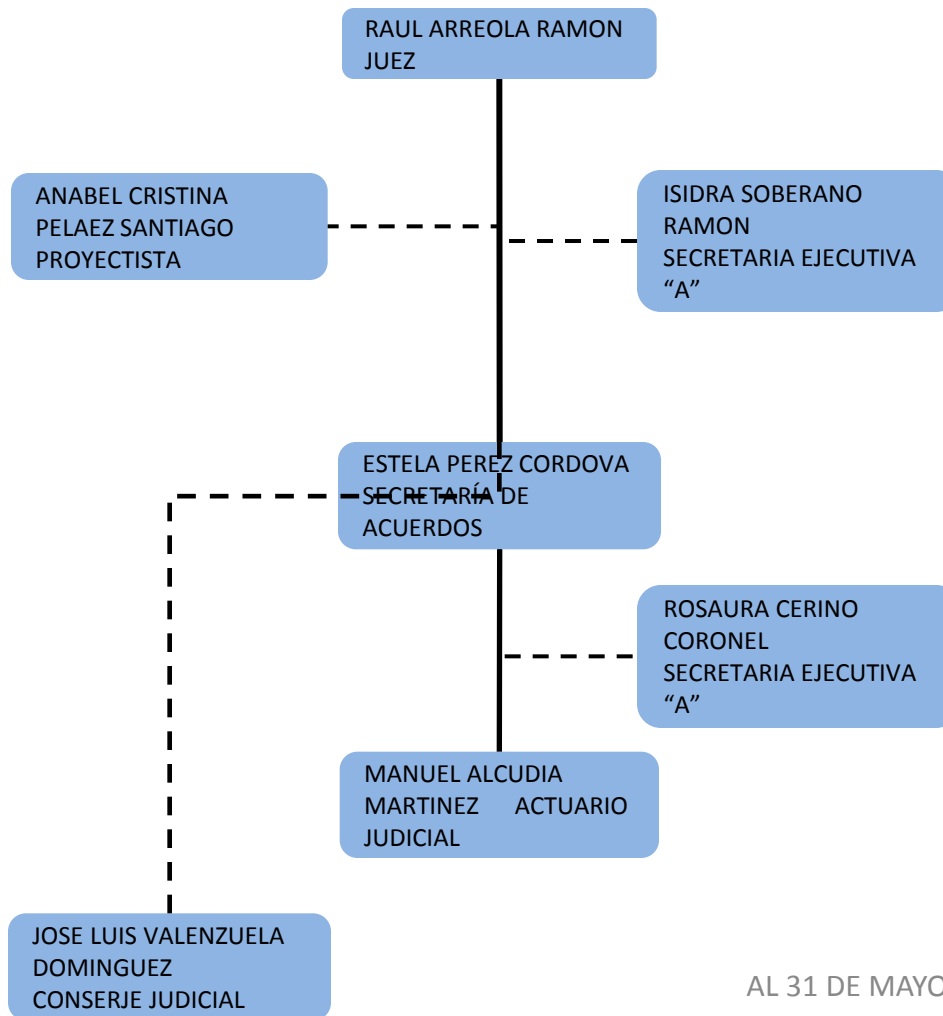 RAUL ARREOLA RAMON
JUEZ
ANABEL CRISTINA
PELAEZ SANTIAGO
PROYECTISTA
ISIDRA SOBERANO
RAMON
SECRETARIA EJECUTIVA
“A”
ESTELA PEREZ CORDOVA
SECRETARÍA DE
ACUERDOS
ROSAURA CERINO
CORONEL
SECRETARIA EJECUTIVA
“A”
MANUEL ALCUDIA
MARTINEZ ACTUARIO
JUDICIAL
JOSE LUIS VALENZUELA
DOMINGUEZ
CONSERJE JUDICIAL
AL 31 DE MAYO